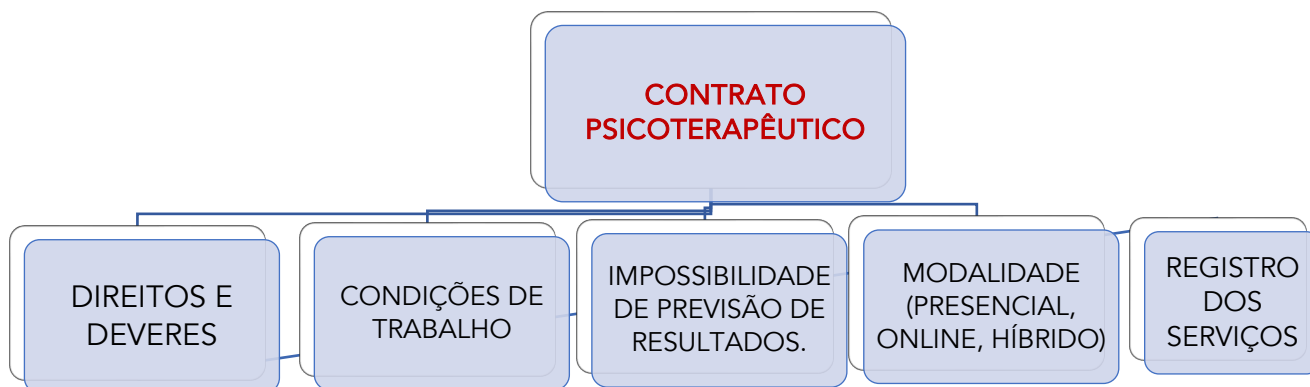 CONTRATO
PSICOTERAPÊUTICO
DIREITOS E
DEVERES
CONDIÇÕES DE
TRABALHO
IMPOSSIBILIDADE
DE PREVISÃO DE
RESULTADOS.
MODALIDADE
(PRESENCIAL,
ONLINE, HÍBRIDO)
REGISTRO
DOS
SERVIÇOS